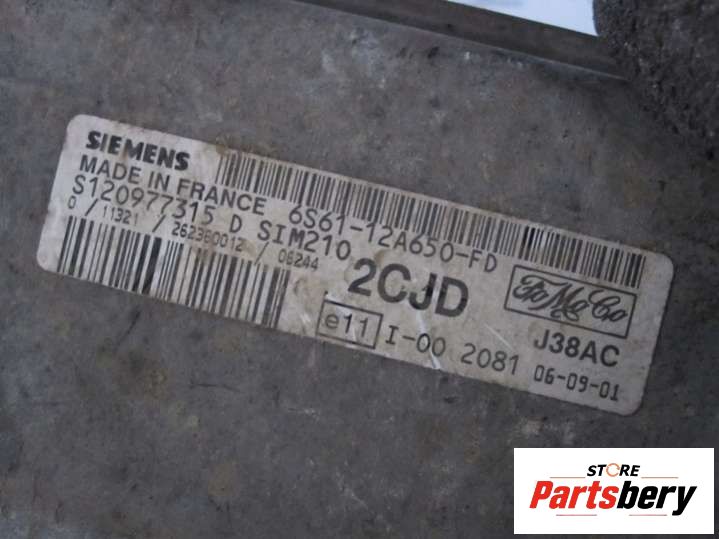 SIEMENS
MADE IN FRANCE 6S61-12A650-FD
S120977315 D SIM210
0 / 11321 / 262380012 / 06244
2CJD
FoMoCo
e11 I-00 2081 J38AC
06-09-01
STORE
Partsbery